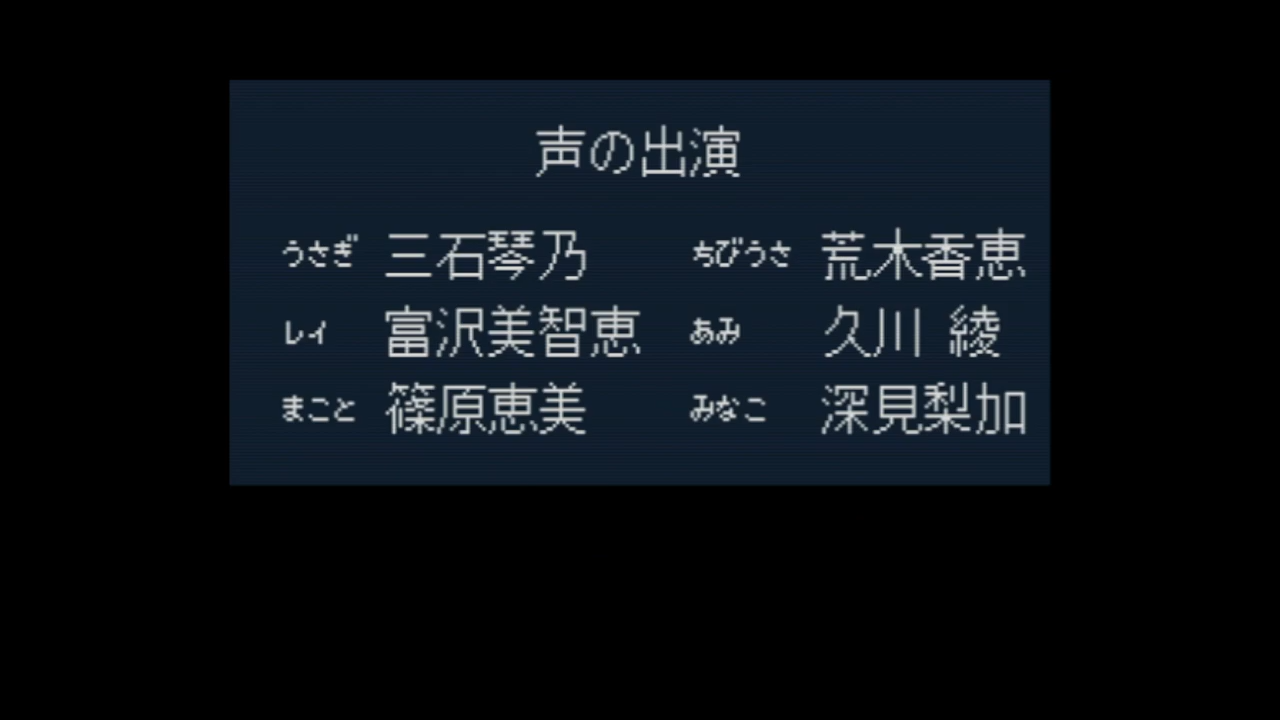 声の出演
うさぎ 三石琴乃 ちびうさ 荒木香恵
レイ 富沢美智恵 あみ 久川 綾
まこと 篠原恵美 みなこ 深見梨加